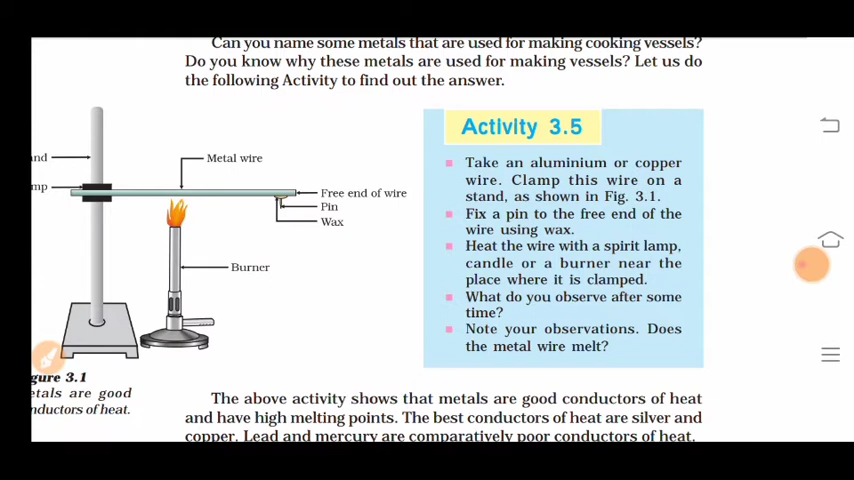 Can you name some metals that are used for making cooking vessels?
Do you know why these metals are used for making vessels? Let us do
the following Activity to find out the answer.
and
mp
Metal wire
Free end of wire
Pin
Wax
Burner
gure 3.1
etals are good
nductors of heat.
Activity 3.5
Take an aluminium or copper
wire. Clamp this wire on a
stand, as shown in Fig. 3.1.
Fix a pin to the free end of the
wire using wax.
Heat the wire with a spirit lamp,
candle or a burner near the
place where it is clamped.
What do you observe after some
time?
Note your observations. Does
the metal wire melt?
The above activity shows that metals are good conductors of heat
and have high melting points. The best conductors of heat are silver and
copper. Lead and mercury are comparatively poor conductors of heat.